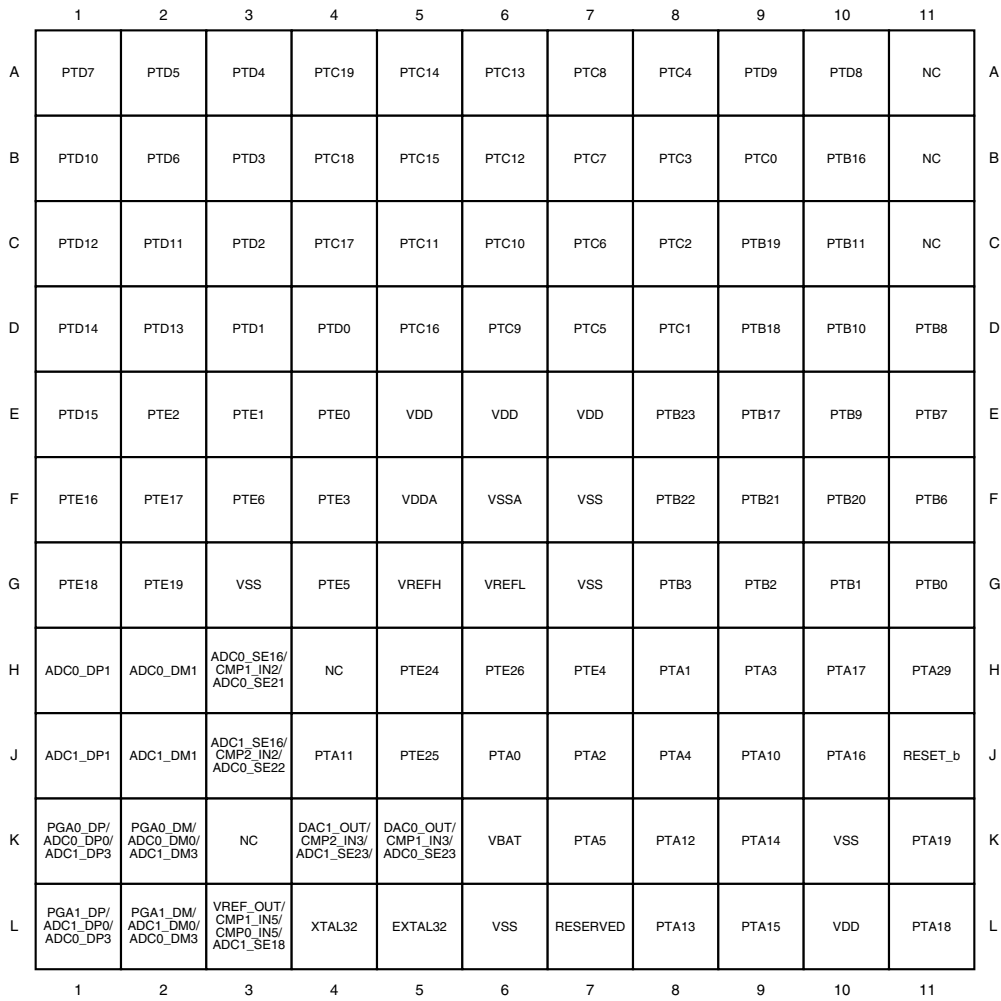 1 2 3 4 5 6 7 8 9 10 11
A PTD7 PTD5 PTD4 PTC19 PTC14 PTC13 PTC8 PTC4 PTD9 PTD8 NC A
B PTD10 PTD6 PTD3 PTC18 PTC15 PTC12 PTC7 PTC3 PTC0 PTB16 NC B
C PTD12 PTD11 PTD2 PTC17 PTC11 PTC10 PTC6 PTC2 PTB19 PTB11 NC C
D PTD14 PTD13 PTD1 PTD0 PTC16 PTC9 PTC5 PTC1 PTB18 PTB10 PTB8 D
E PTD15 PTE2 PTE1 PTE0 VDD VDD VDD PTB23 PTB17 PTB9 PTB7 E
F PTE16 PTE17 PTE6 PTE3 VDDA VSSA VSS PTB22 PTB21 PTB20 PTB6 F
G PTE18 PTE19 VSS PTE5 VREFH VREFL VSS PTB3 PTB2 PTB1 PTB0 G
H ADC0_DP1 ADC0_DM1 ADC0_SE16/ CMP1_IN2/ ADC0_SE21 NC PTE24 PTE26 PTE4 PTA1 PTA3 PTA17 PTA29 H
J ADC1_DP1 ADC1_DM1 ADC1_SE16/ CMP2_IN2/ ADC0_SE22 PTA11 PTE25 PTA0 PTA2 PTA4 PTA10 PTA16 RESET_b J
K PGA0_DP/ ADC0_DP0/ ADC1_DP3 PGA0_DM/ ADC0_DM0/ ADC1_DM3 NC DAC1_OUT/ CMP2_IN3/ ADC1_SE23/ DAC0_OUT/ CMP1_IN3/ ADC0_SE23 VBAT PTA5 PTA12 PTA14 VSS PTA19 K
L PGA1_DP/ ADC1_DP0/ ADC0_DP3 PGA1_DM/ ADC1_DM0/ ADC0_DM3 VREF_OUT/ CMP1_IN5/ CMP0_IN5/ ADC1_SE18 XTAL32 EXTAL32 VSS RESERVED PTA13 PTA15 VDD PTA18 L
1 2 3 4 5 6 7 8 9 10 11